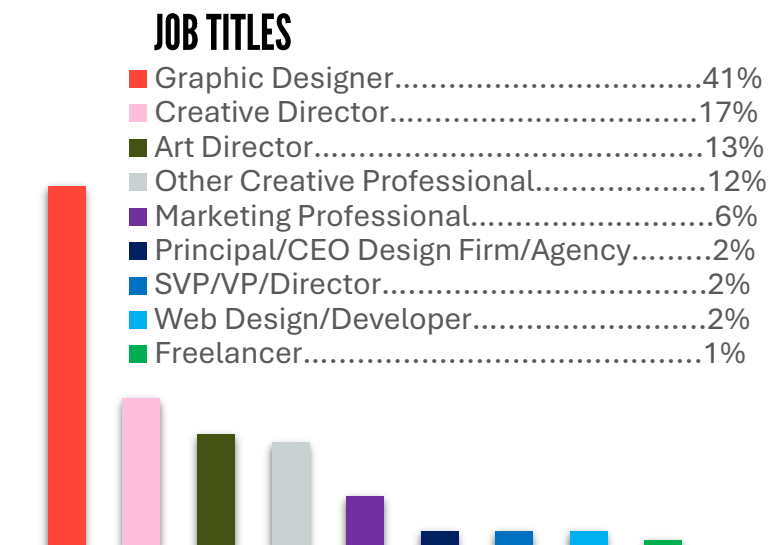 JOB TITLES
Graphic Designer..................................41%
Creative Director..................................17%
Art Director...........................................13%
Other Creative Professional...................12%
Marketing Professional..........................6%
Principal/CEO Design Firm/Agency.........2%
SVP/VP/Director....................................2%
Web Design/Developer..........................2%
Freelancer............................................1%